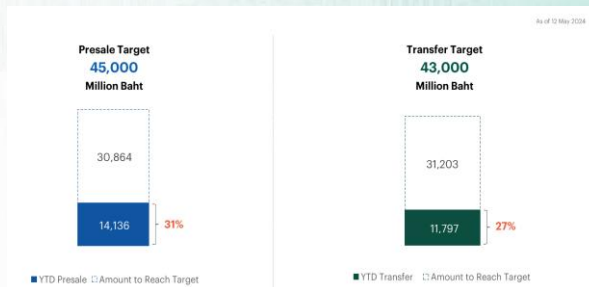 As of 12 May 2024
Presale Target
45,000
Million Baht
30,864
14,136
31%
YTD Presale Amount to Reach Target
Transfer Target
43,000
Million Baht
31,203
11,797
27%
YTD Transfer Amount to Reach Target